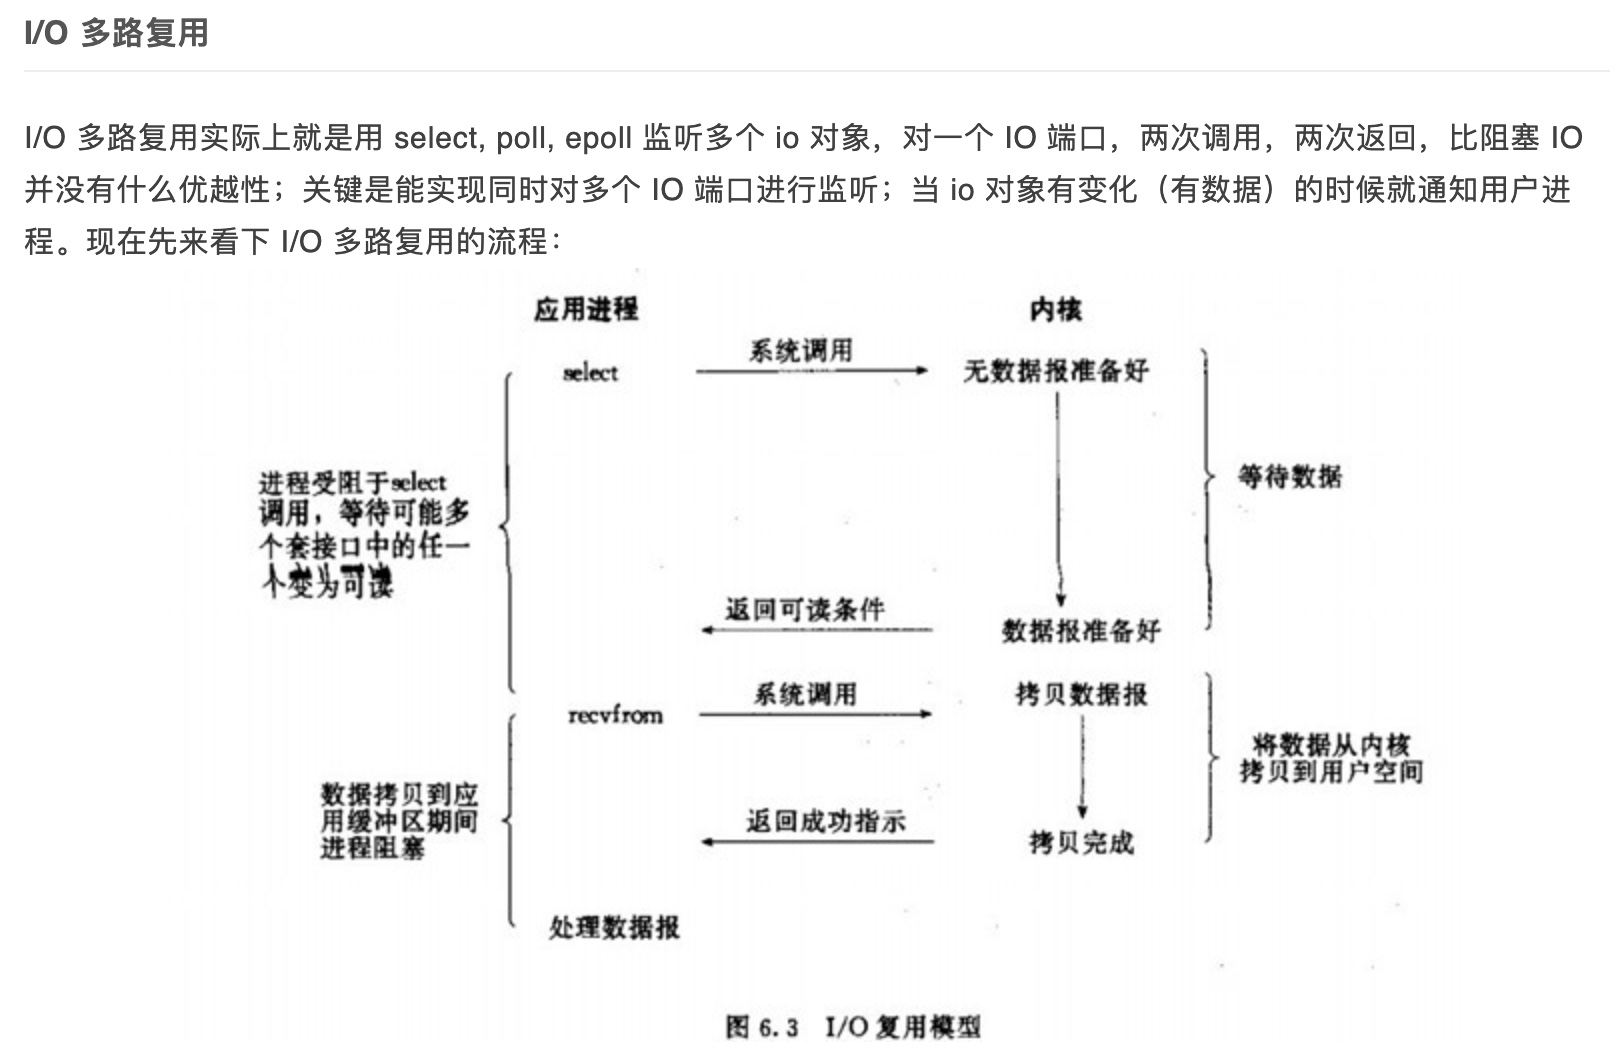 I/O 多路复用
I/O 多路复用实际上就是用 select, poll, epoll 监听多个 io 对象，对一个 IO 端口，两次调用，两次返回，比阻塞 IO
并没有什么优越性；关键是能实现同时对多个 IO 端口进行监听；当 io 对象有变化（有数据）的时候就通知用户进
程。现在先来看下 I/O 多路复用的流程：
应用进程
内核
系统调用
select
无数据报准备好
进程受阻于select
调用，等待可能多
个套接口中的任一
个变为可读
等待数据
返回可读条件
数据报准备好
系统调用
recvfrom
拷贝数据报
将数据从内核
拷贝到用户空间
数据拷贝到应
用缓冲区期间
进程阻塞
返回成功指示
拷贝完成
处理数据报
图 6.3 I/O 复用模型